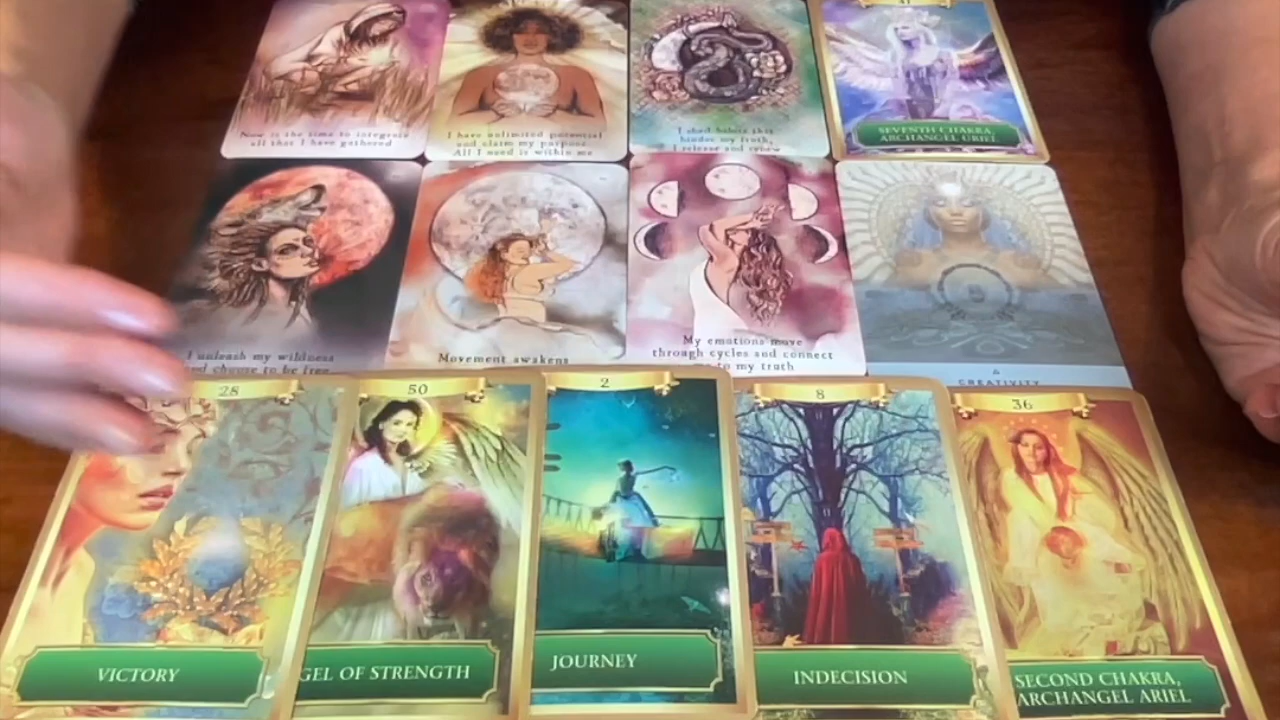 Now is the time to integrate
all that I have gathered
I have unlimited potential
and claim my purpose.
All I need is within me
I shed habits that
hinder my truth,
I release and renew
41
SEVENTH CHAKRA,
ARCHANGEL URIEL
I unleash my wildness
and choose to be free
Movement awakens
My emotions move
through cycles and connect
to my truth
CREATIVITY
28
VICTORY
50
GEL OF STRENGTH
2
JOURNEY
8
INDECISION
36
SECOND CHAKRA,
ARCHANGEL ARIEL